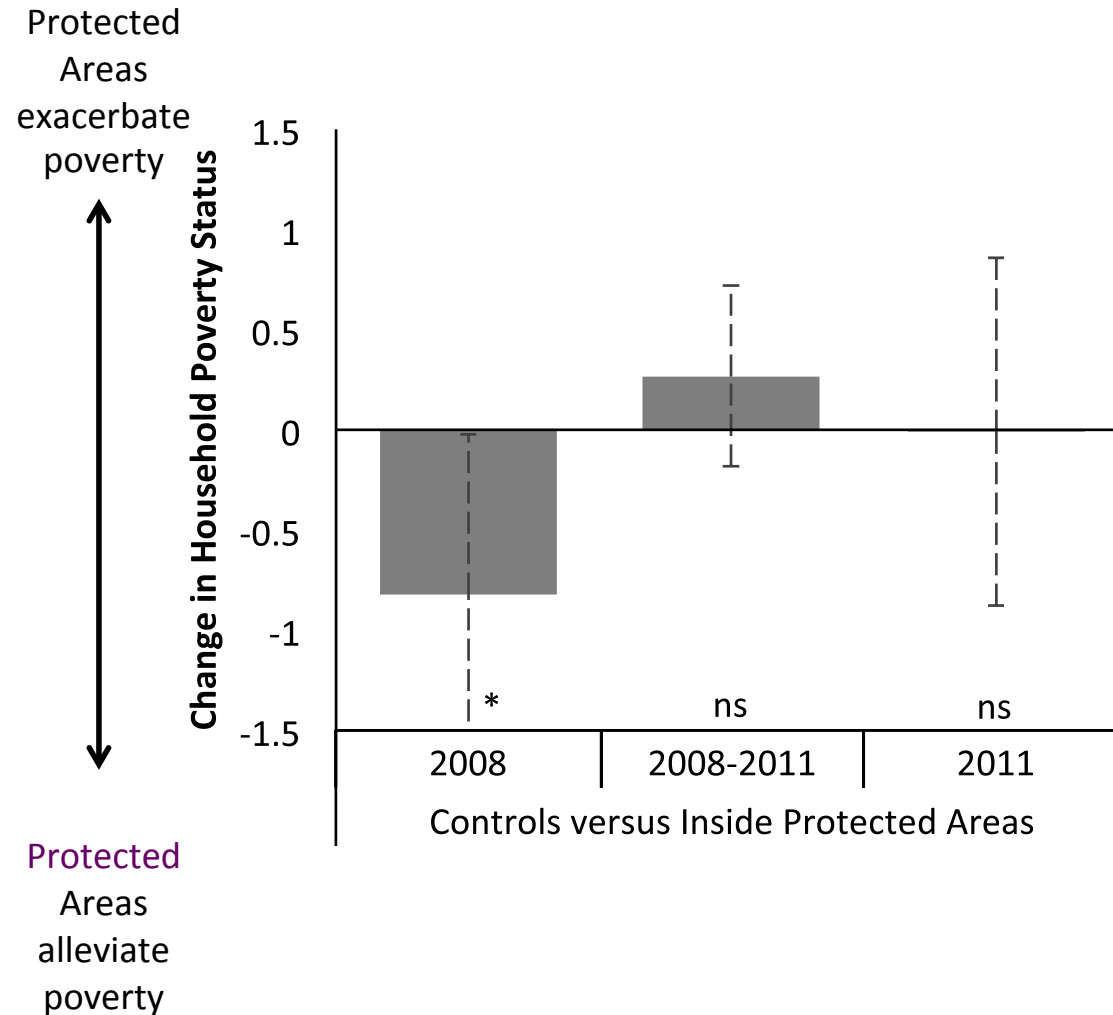 Protected
Areas
exacerbate
poverty
Change in Household Poverty Status
1.5
1
0.5
0
-0.5
-1
-1.5
*
ns
ns
2008
2008-2011
2011
Controls versus Inside Protected Areas
Protected
Areas
alleviate
poverty